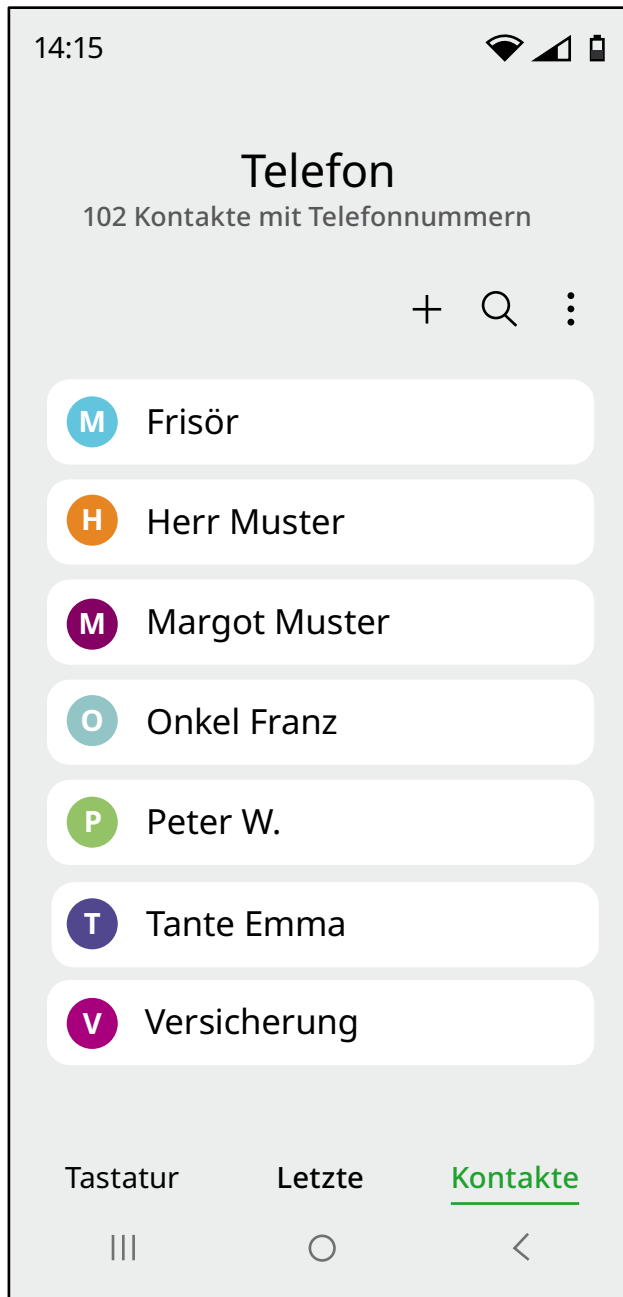 14:15
Telefon
102 Kontakte mit Telefonnummern
M Frisör
H Herr Muster
M Margot Muster
O Onkel Franz
P Peter W.
T Tante Emma
V Versicherung
Tastatur Letzte Kontakte